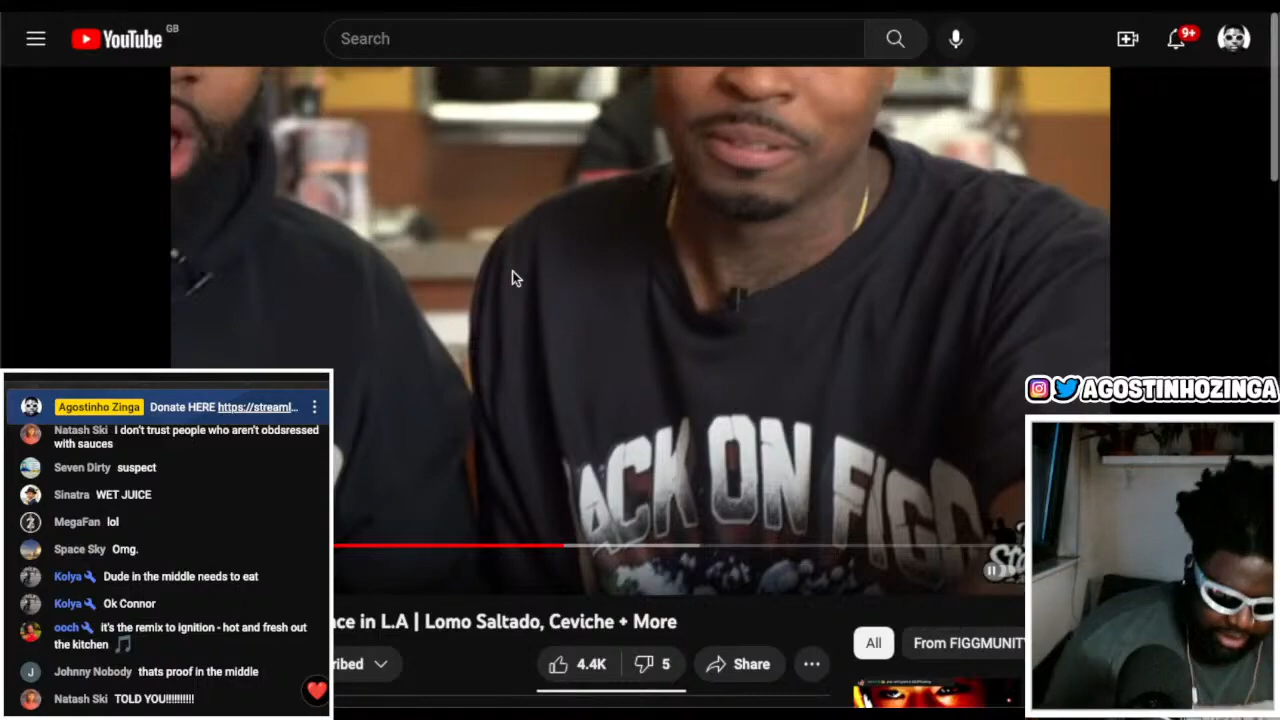 YouTube GB
Search
9+
BACK ON FIGG
AGOSTINHOZINGA
Agostinho Zinga Donate HERE https://streaml...
Natash Ski I don't trust people who aren't obdsressed
with sauces
Seven Dirty suspect
Sinatra WET JUICE
MegaFan lol
Space Sky Omg.
Kolya Dude in the middle needs to eat
Kolya Ok Connor
ooch it's the remix to ignition - hot and fresh out
the kitchen
J Johnny Nobody thats proof in the middle
Natash Ski TOLD YOU!!!!!!!!!!
ce in L.A | Lomo Saltado, Ceviche + More
ribed
4.4K
5
Share
All
From FIGGMUNIT